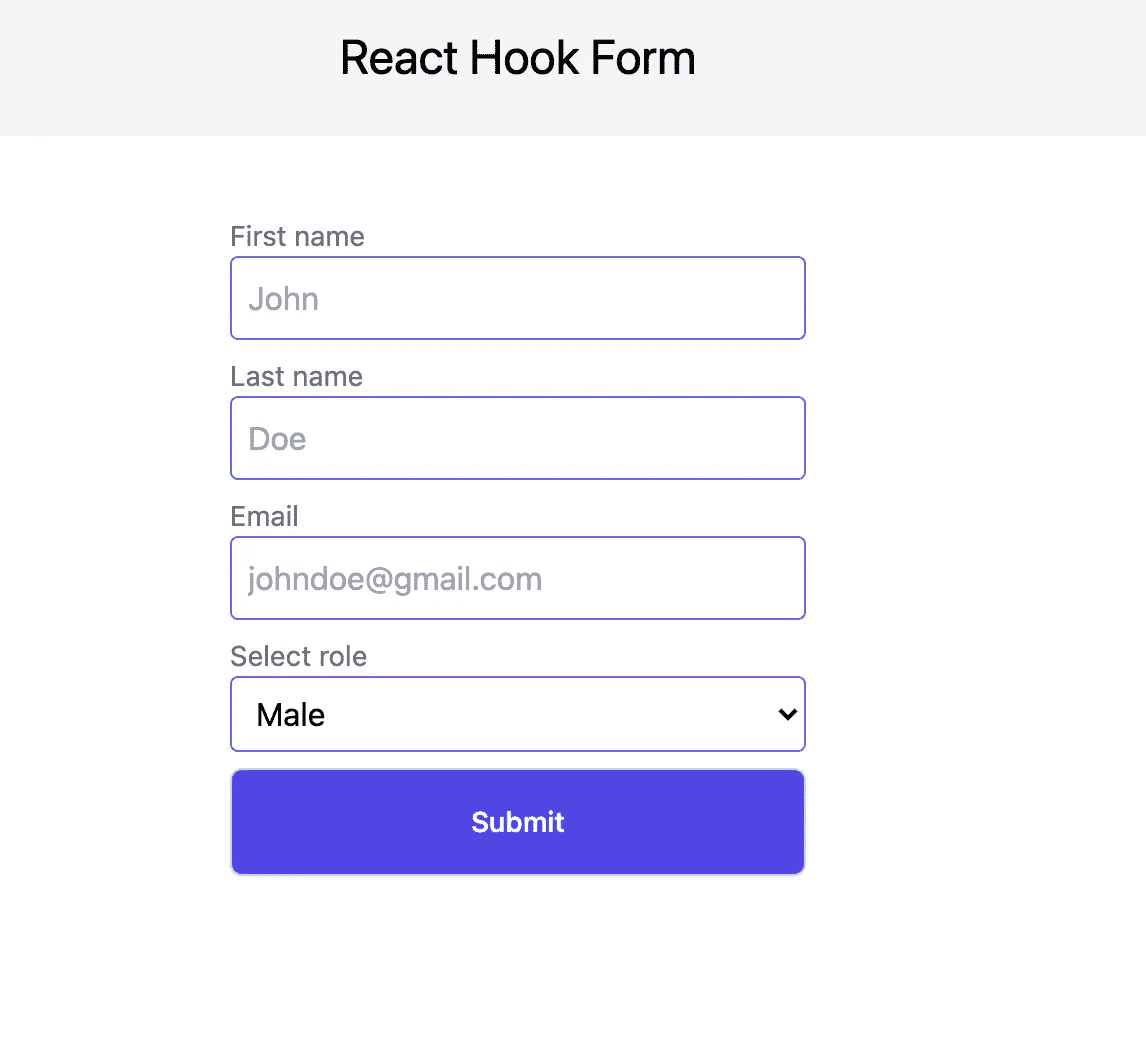 React Hook Form
First name
John
Last name
Doe
Email
johndoe@gmail.com
Select role
Male
Submit